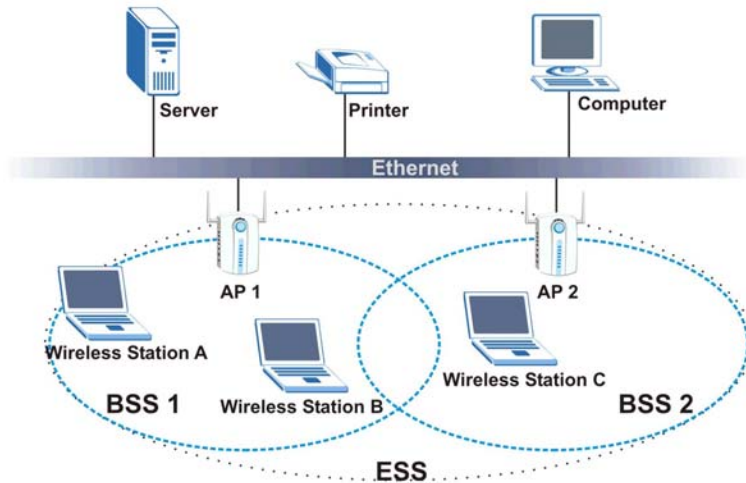 Server
Printer
Computer
Ethernet
AP 1
AP 2
Wireless Station A
Wireless Station B
Wireless Station C
BSS 1
BSS 2
ESS